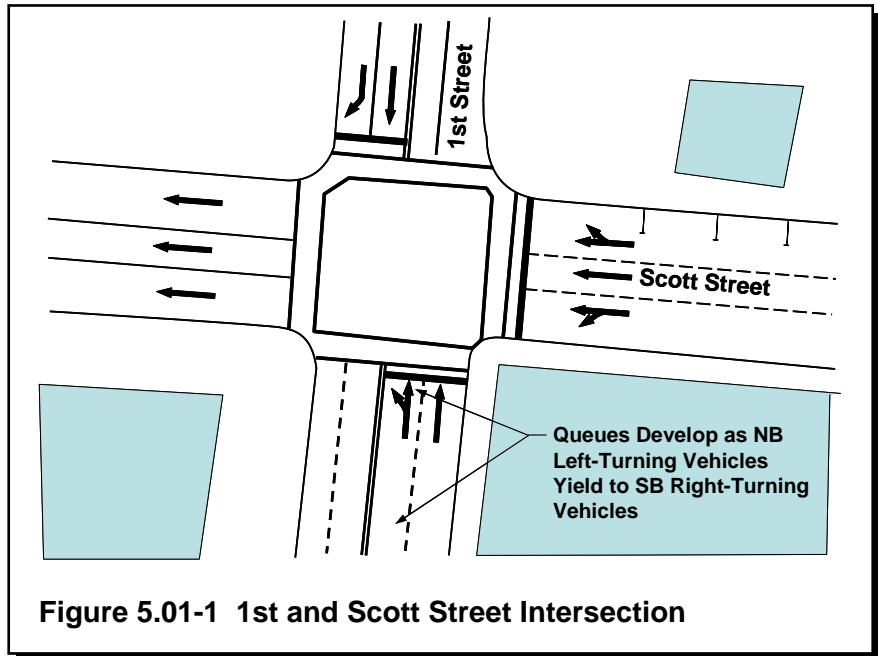 1st Street
Scott Street
Queues Develop as NB
Left-Turning Vehicles
Yield to SB Right-Turning
Vehicles
Figure 5.01-1 1st and Scott Street Intersection